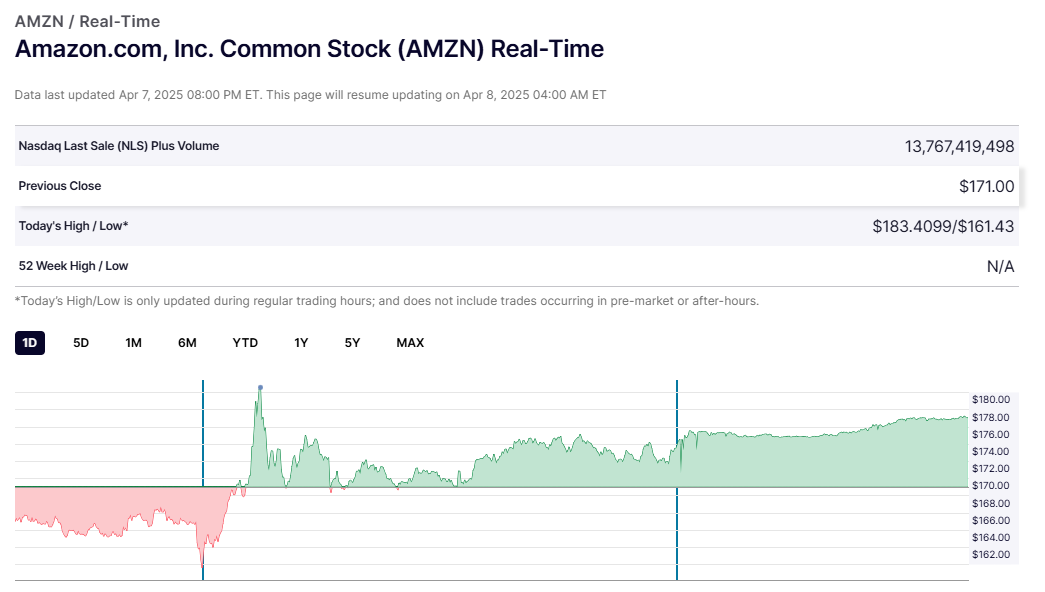 AMZN / Real-Time
Amazon.com, Inc. Common Stock (AMZN) Real-Time
Data last updated Apr 7, 2025 08:00 PM ET. This page will resume updating on Apr 8, 2025 04:00 AM ET
Nasdaq Last Sale (NLS) Plus Volume 13,767,419,498
Previous Close $171.00
Today's High / Low* $183.4099/$161.43
52 Week High / Low N/A
*Today's High/Low is only updated during regular trading hours; and does not include trades occurring in pre-market or after-hours.
1D 5D 1M 6M YTD 1Y 5Y MAX
$180.00
$178.00
$176.00
$174.00
$172.00
$170.00
$168.00
$166.00
$164.00
$162.00